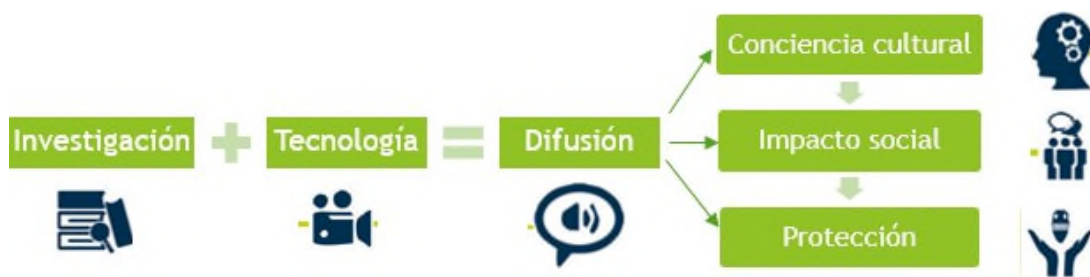 Investigación + Tecnología = Difusión
Conciencia cultural
Impacto social
Protección